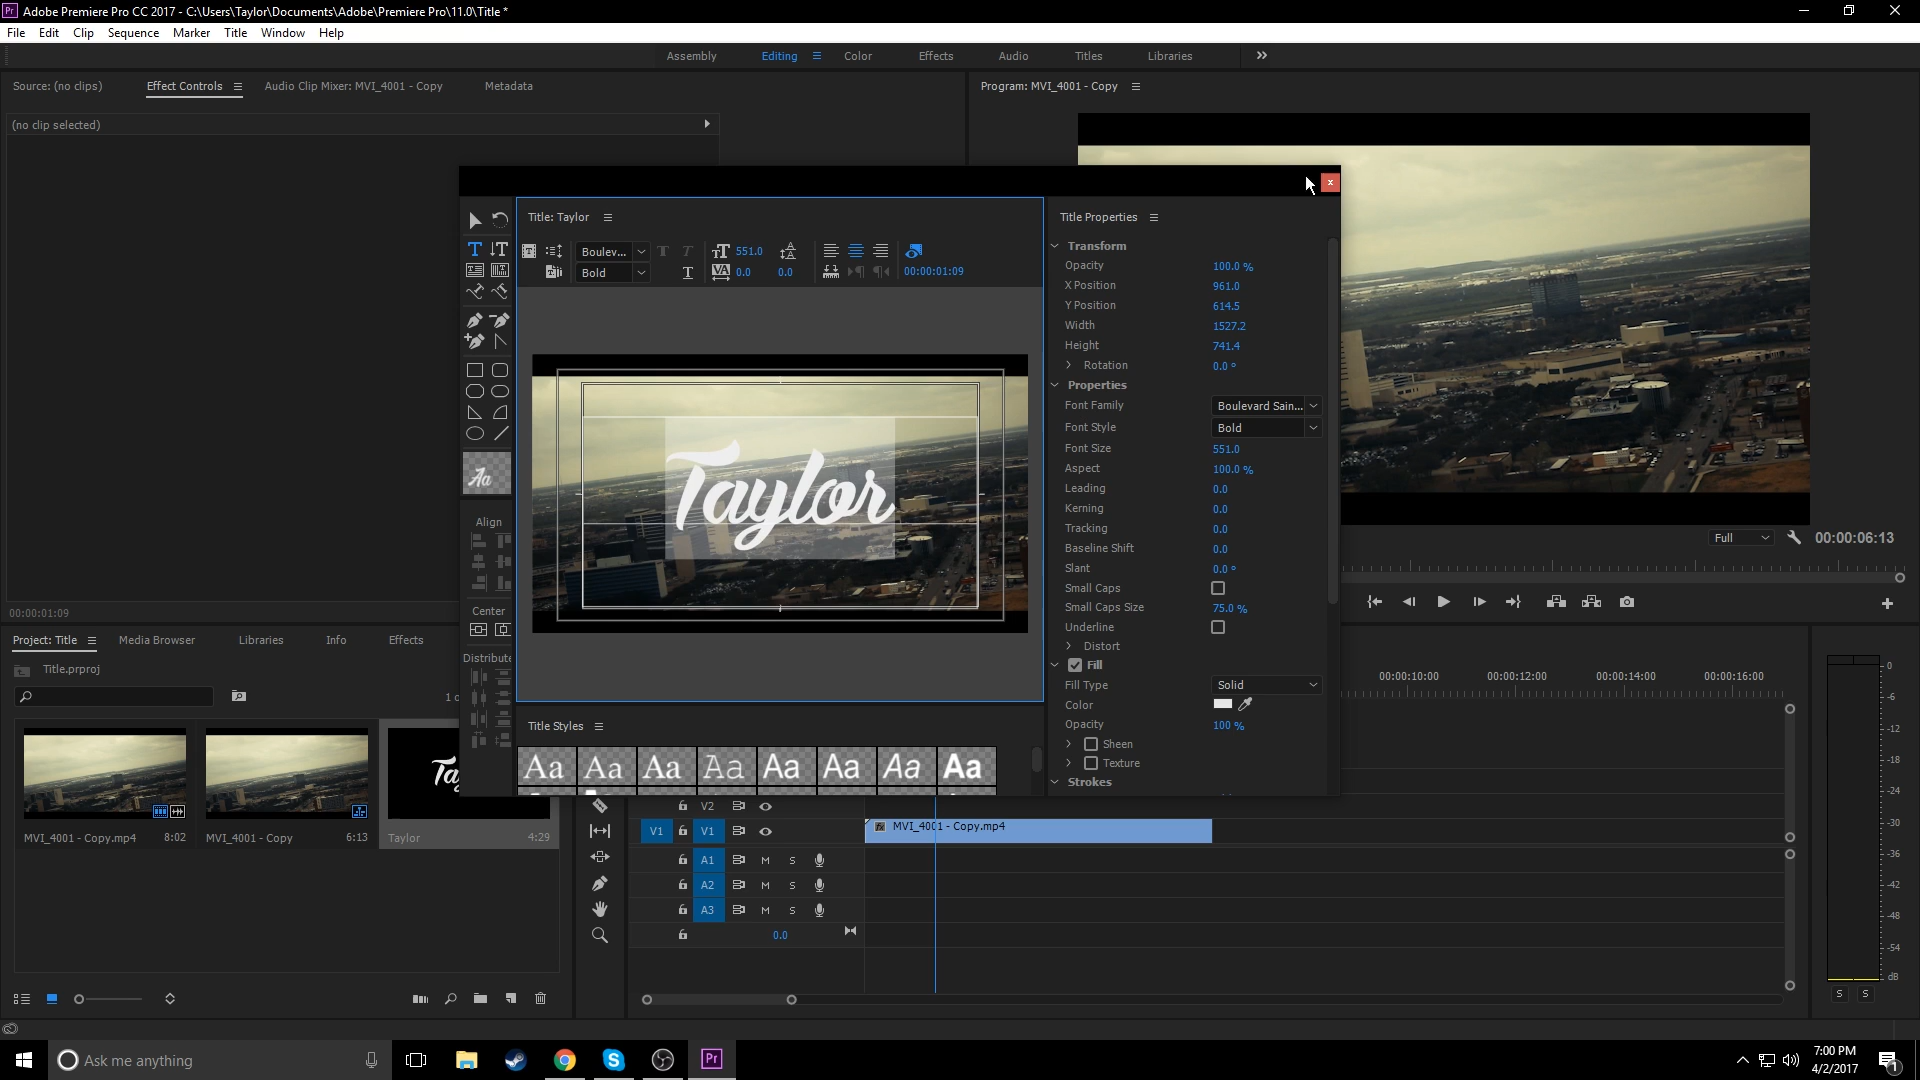 Pr Adobe Premiere Pro CC 2017 - C:\Users\Taylor\Documents\Adobe\Premiere Pro\11.0\Title *
File Edit Clip Sequence Marker Title Window Help
Assembly Editing Color Effects Audio Titles Libraries
Source: (no clips) Effect Controls Audio Clip Mixer: MVI_4001 - Copy Metadata
Program: MVI_4001 - Copy
(no clip selected)
Title: Taylor
Boulev... 551.0
Bold 0.0 0.0 00:00:01:09
Taylor
Aa
Align
Center
Distribute
Title Properties
Transform
Opacity 100.0 %
X Position 961.0
Y Position 614.5
Width 1527.2
Height 741.4
Rotation 0.0 °
Properties
Font Family Boulevard Sain...
Font Style Bold
Font Size 551.0
Aspect 100.0 %
Leading 0.0
Kerning 0.0
Tracking 0.0
Baseline Shift 0.0
Slant 0.0 °
Small Caps
Small Caps Size 75.0 %
Underline
Distort
Fill
Fill Type Solid
Color
Opacity 100 %
Sheen
Texture
Strokes
Title Styles
Aa Aa Aa Aa Aa Aa Aa Aa
Full 00:00:06:13
00:00:01:09
Project: Title Media Browser Libraries Info Effects
Title.prproj
MVI_4001 - Copy.mp4 8:02
MVI_4001 - Copy 6:13
Taylor 4:29
00:00:10:00 00:00:12:00 00:00:14:00 00:00:16:00
V2
V1 V1 MVI_4001 - Copy.mp4
A1 M S
A2 M S
A3 M S
0.0
0
-6
-12
-18
-24
-30
-36
-42
-48
-54
dB
S S
Ask me anything
Pr
7:00 PM
4/2/2017
1